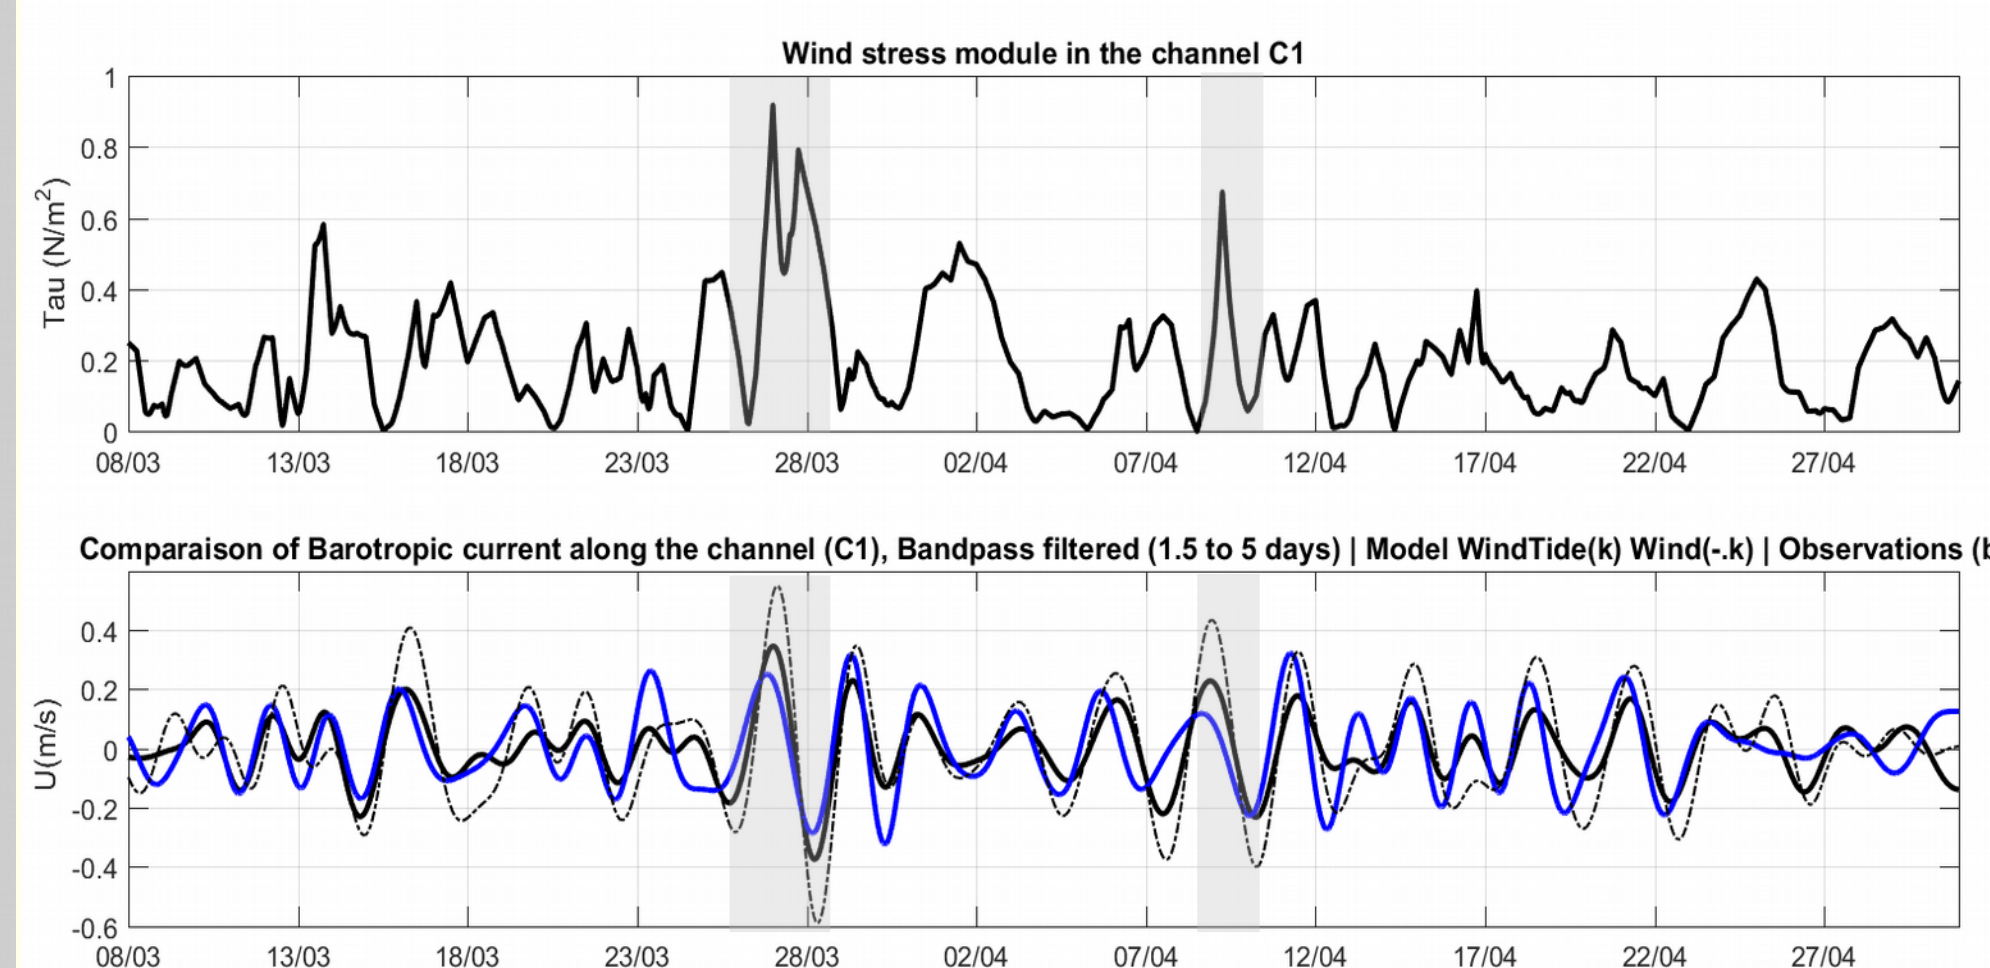 Wind stress module in the channel C1
Tau (N/m²)
1
0.8
0.6
0.4
0.2
0
08/03 13/03 18/03 23/03 28/03 02/04 07/04 12/04 17/04 22/04 27/04
Comparaison of Barotropic current along the channel (C1), Bandpass filtered (1.5 to 5 days) | Model WindTide(k) Wind(-.k) | Observations (b
U(m/s)
0.4
0.2
0
-0.2
-0.4
-0.6
08/03 13/03 18/03 23/03 28/03 02/04 07/04 12/04 17/04 22/04 27/04